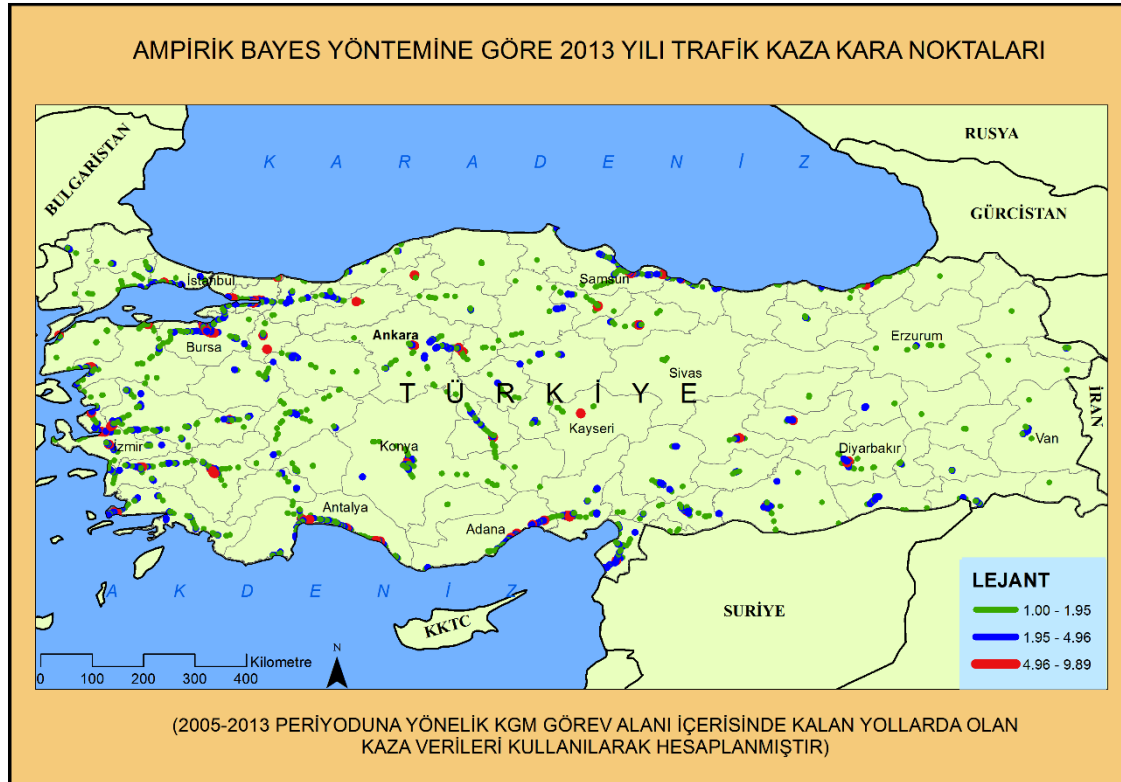 AMPİRİK BAYES YÖNTEMİNE GÖRE 2013 YILI TRAFİK KAZA KARA NOKTALARI
BULGARİSTAN
RUSYA
K A R A D E N İ Z
GÜRCİSTAN
İstanbul
Samsun
Bursa
Ankara
Erzurum
Sivas
T Ü R K İ Y E
İRAN
Kayseri
İzmir
Konya
Diyarbakır
Van
Antalya
Adana
A K D E N İ Z
KKTC
SURİYE
LEJANT
1.00 - 1.95
1.95 - 4.96
4.96 - 9.89
N
Kilometre
0 100 200 300 400
(2005-2013 PERİYODUNA YÖNELİK KGM GÖREV ALANI İÇERİSİNDE KALAN YOLLARDA OLAN
KAZA VERİLERİ KULLANILARAK HESAPLANMIŞTIR)